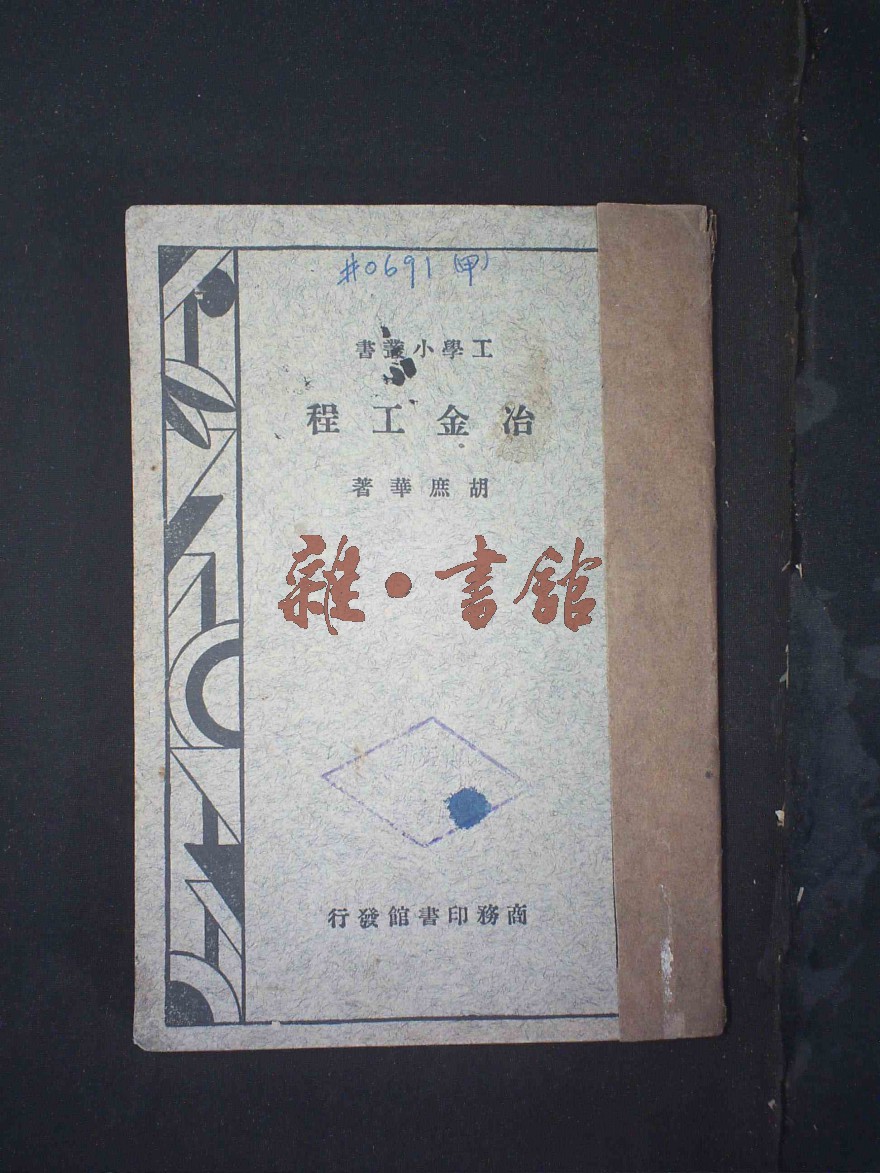 #0691（甲）
工學小叢書
冶金工程
胡庶華著
雜·書舘
商務印書館發行